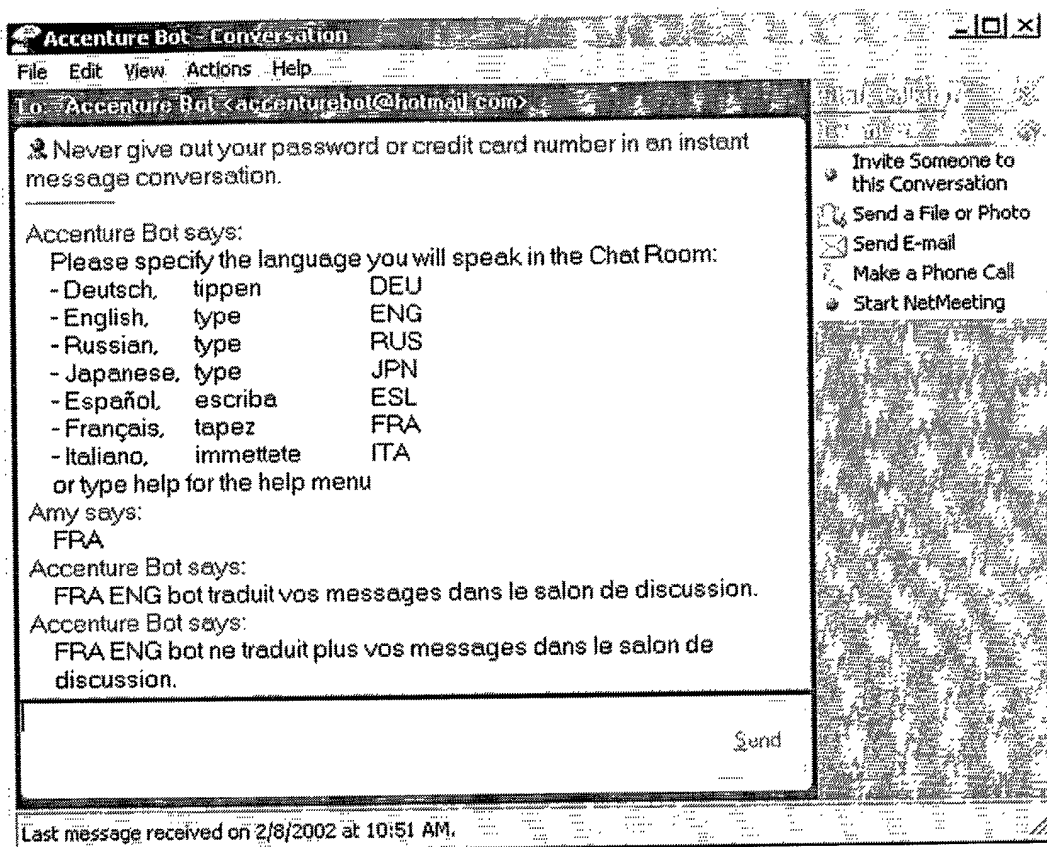 Accenture Bot - Conversation
File Edit View Actions Help
To: Accenture Bot <accenturebot@hotmail.com>
Never give out your password or credit card number in an instant
message conversation.
Accenture Bot says:
Please specify the language you will speak in the Chat Room:
- Deutsch, tippen DEU
- English, type ENG
- Russian, type RUS
- Japanese, type JPN
- Español, escriba ESL
- Français, tapez FRA
- Italiano, immettete ITA
or type help for the help menu
Amy says:
FRA
Accenture Bot says:
FRA ENG bot traduit vos messages dans le salon de discussion.
Accenture Bot says:
FRA ENG bot ne traduit plus vos messages dans le salon de
discussion.
Send
Invite Someone to
this Conversation
Send a File or Photo
Send E-mail
Make a Phone Call
Start NetMeeting
Last message received on 2/8/2002 at 10:51 AM.